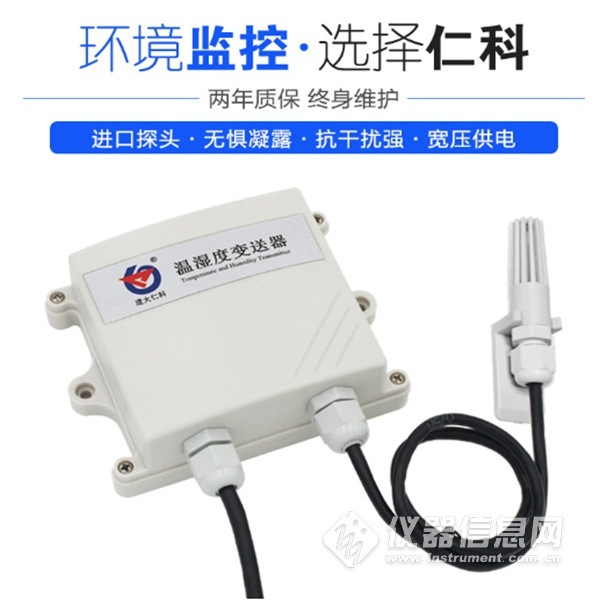 环境监控·选择仁科
两年质保 终身维护
进口探头·无惧凝露·抗干扰强·宽压供电
®
建大仁科
温湿度变送器
Temperature and Humidity Transmitter
仪器信息网
www.instrument.com.cn